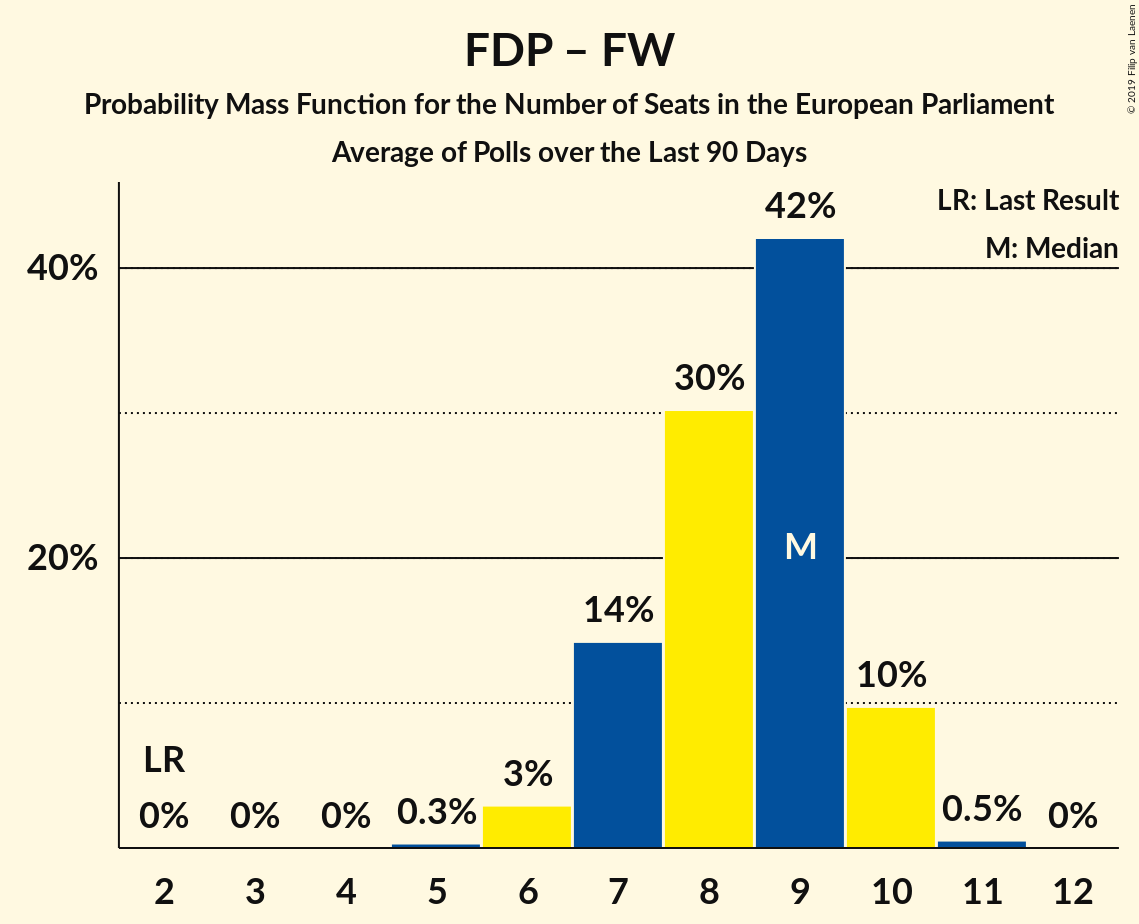 FDP – FW
Probability Mass Function for the Number of Seats in the European Parliament
Average of Polls over the Last 90 Days
© 2019 Filip van Laenen
LR: Last Result
M: Median
42%
40%
30%
M
20%
14%
10%
LR
3%
0% 0% 0% 0.3% 0.5% 0%
2 3 4 5 6 7 8 9 10 11 12